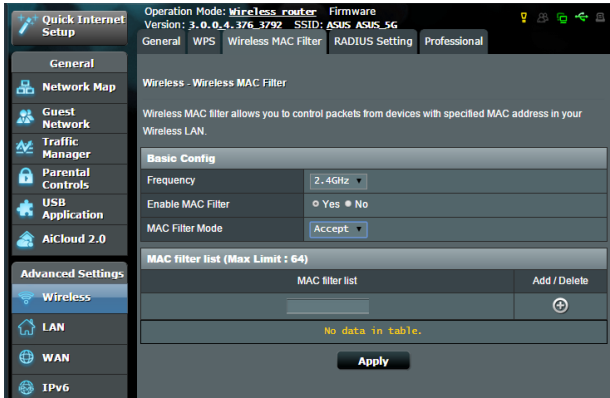 Quick Internet
Setup
General
Network Map
Guest
Network
Traffic
Manager
Parental
Controls
USB
Application
AiCloud 2.0
Advanced Settings
Wireless
LAN
WAN
IPv6
Operation Mode: Wireless router Firmware
Version: 3.0.0.4.376_3792 SSID: ASUS ASUS_5G
General WPS Wireless MAC Filter RADIUS Setting Professional
Wireless - Wireless MAC Filter
Wireless MAC filter allows you to control packets from devices with specified MAC address in your
Wireless LAN.
Basic Config
Frequency 2.4GHz
Enable MAC Filter Yes No
MAC Filter Mode Accept
MAC filter list (Max Limit : 64)
MAC filter list Add / Delete
No data in table.
Apply